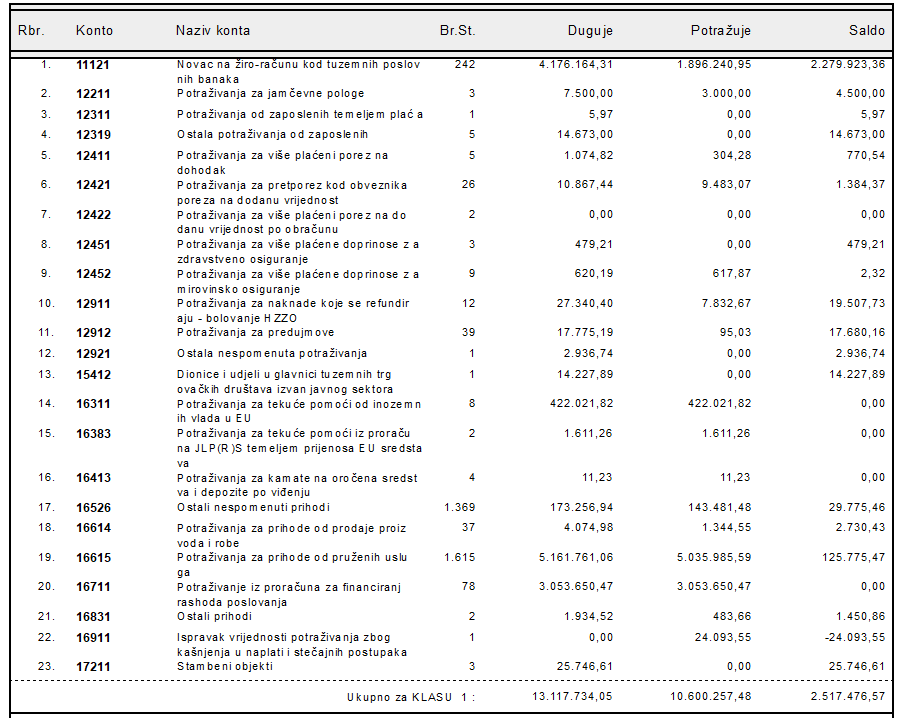 Rbr. Konto Naziv konta Br.St. Duguje Potražuje Saldo
1. 11121 Novac na žiro-računu kod tuzemnih poslov 242 4.176.164,31 1.896.240,95 2.279.923,36
nih banaka
2. 12211 Potraživanja za jamčevne pologe 3 7.500,00 3.000,00 4.500,00
3. 12311 Potraživanja od zaposlenih temeljem plaća 1 5,97 0,00 5,97
4. 12319 Ostala potraživanja od zaposlenih 5 14.673,00 0,00 14.673,00
5. 12411 Potraživanja za više plaćeni porez na 5 1.074,82 304,28 770,54
dohodak
6. 12421 Potraživanja za pretporez kod obveznika 26 10.867,44 9.483,07 1.384,37
poreza na dodanu vrijednost
7. 12422 Potraživanja za više plaćeni porez na do 2 0,00 0,00 0,00
danu vrijednost po obračunu
8. 12451 Potraživanja za više plaćene doprinose za 3 479,21 0,00 479,21
zdravstveno osiguranje
9. 12452 Potraživanja za više plaćene doprinose za 9 620,19 617,87 2,32
mirovinsko osiguranje
10. 12911 Potraživanja za naknade koje se refundir 12 27.340,40 7.832,67 19.507,73
aju - bolovanje HZZO
11. 12912 Potraživanja za predujmove 39 17.775,19 95,03 17.680,16
12. 12921 Ostala nespomenuta potraživanja 1 2.936,74 0,00 2.936,74
13. 15412 Dionice i udjeli u glavnici tuzemnih trg 1 14.227,89 0,00 14.227,89
ovačkih društava izvan javnog sektora
14. 16311 Potraživanja za tekuće pomoći od inozemn 8 422.021,82 422.021,82 0,00
ih vlada u EU
15. 16383 Potraživanja za tekuće pomoći iz proraču 2 1.611,26 1.611,26 0,00
na JLP(R)S temeljem prijenosa EU sredsta
va
16. 16413 Potraživanja za kamate na oročena sredst 4 11,23 11,23 0,00
va i depozite po viđenju
17. 16526 Ostali nespomenuti prihodi 1.369 173.256,94 143.481,48 29.775,46
18. 16614 Potraživanja za prihode od prodaje proiz 37 4.074,98 1.344,55 2.730,43
voda i robe
19. 16615 Potraživanja za prihode od pruženih uslu 1.615 5.161.761,06 5.035.985,59 125.775,47
ga
20. 16711 Potraživanje iz proračuna za financiranj 78 3.053.650,47 3.053.650,47 0,00
rashoda poslovanja
21. 16831 Ostali prihodi 2 1.934,52 483,66 1.450,86
22. 16911 Ispravak vrijednosti potraživanja zbog 1 0,00 24.093,55 -24.093,55
kašnjenja u naplati i stečajnih postupaka
23. 17211 Stambeni objekti 3 25.746,61 0,00 25.746,61
Ukupno za KLASU 1 : 13.117.734,05 10.600.257,48 2.517.476,57